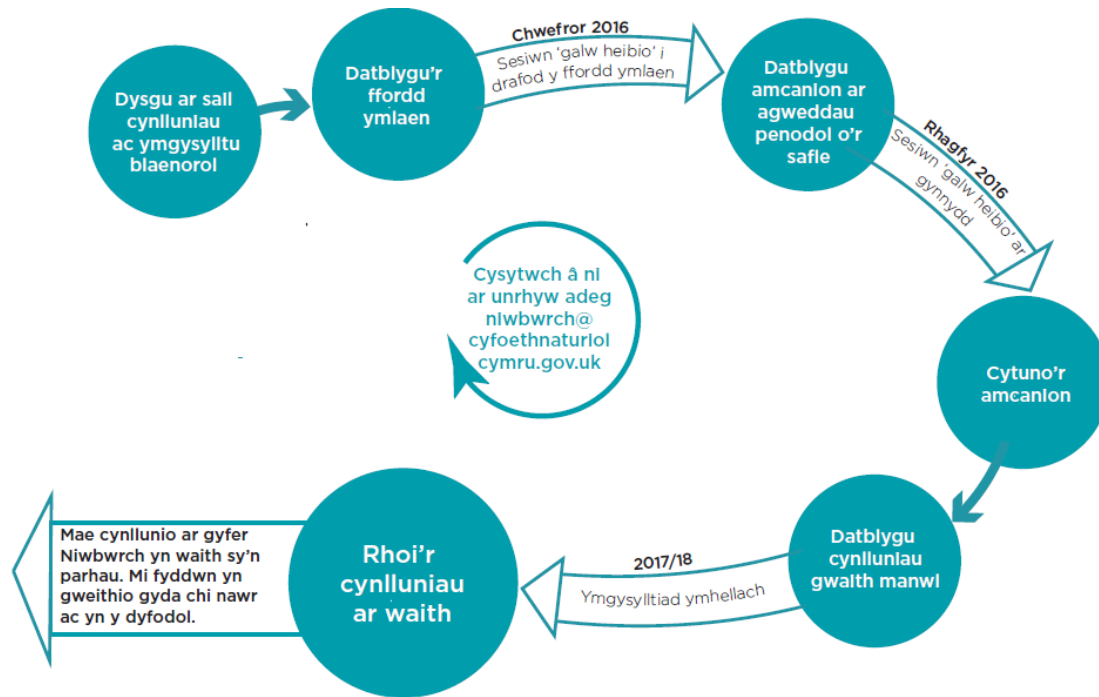 Dysgu ar sail
cynlluniau
ac ymgysylltu
blaenorol
Datblygu'r
ffordd
ymlaen
Chwefror 2016
Sesiwn 'galw heibio' i
drafod y ffordd ymlaen
Datblygu
amcanion ar
agweddau
penodol o'r
safle
Rhagfyr 2016
Sesiwn 'galw heibio' ar
gynnydd
Cytuno'r
amcanion
Datblygu
cynlluniau
gwaith manwl
2017/18
Ymgysylltiad ymhellach
Rhoi'r
cynlluniau
ar waith
Mae cynllunio ar gyfer
Niwbwrch yn waith sy'n
parhau. Mi fyddwn yn
gweithio gyda chi nawr
ac yn y dyfodol.
Cysytwch â ni
ar unrhyw adeg
niwbwrch@
cyfoethnaturiol
cymru.gov.uk